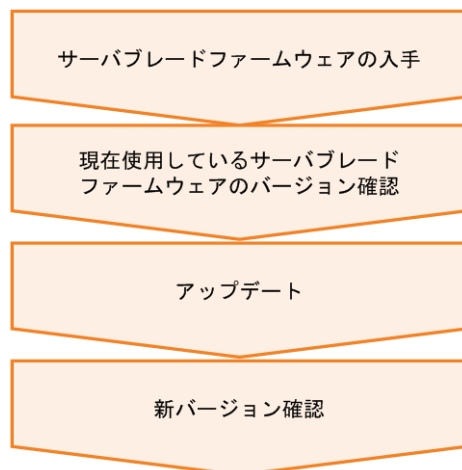 サーバブレードファームウェアの入手
現在使用しているサーバブレード
ファームウェアのバージョン確認
アップデート
新バージョン確認